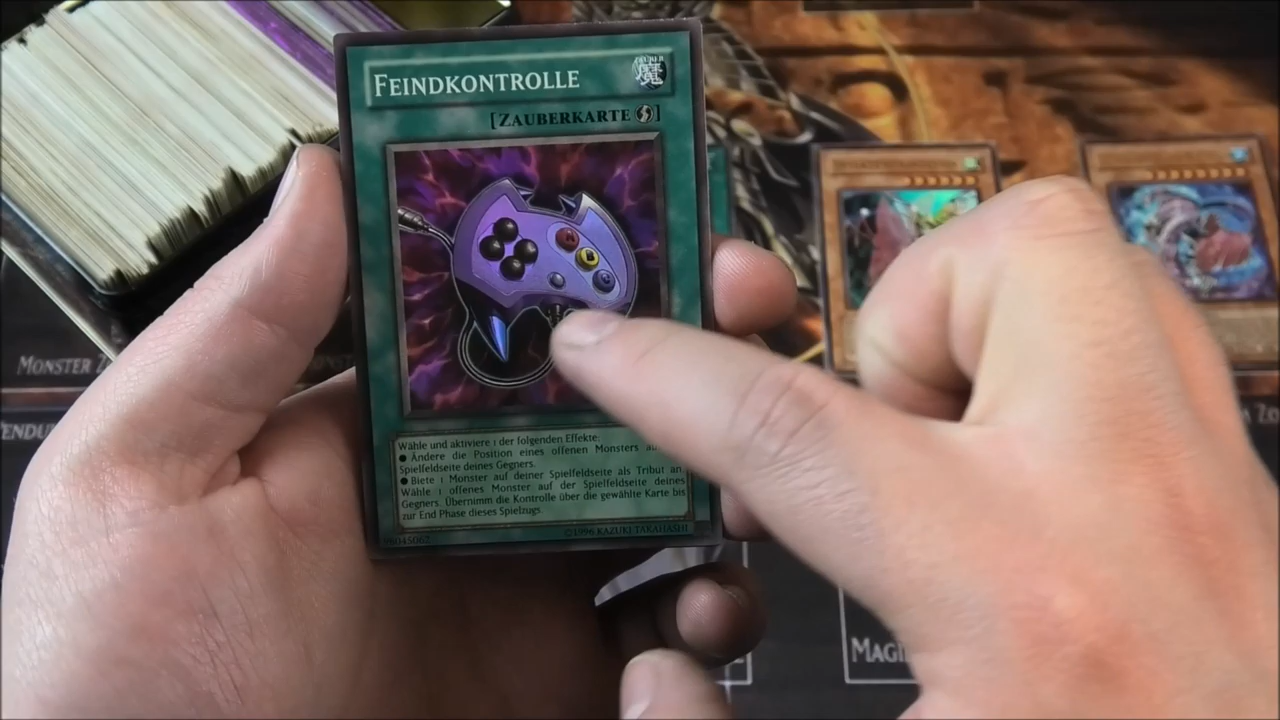 FEINDKONTROLLE
[ZAUBERKARTE]
Wähle und aktiviere 1 der folgenden Effekte:
● Ändere die Position eines offenen Monsters
Spielfeldseite deines Gegners.
● Biete 1 Monster auf deiner Spielfeldseite als Tribut an.
Wähle 1 offenes Monster auf der Spielfeldseite deines
Gegners. Übernimm die Kontrolle über die gewählte Karte bis
zur End Phase dieses Spielzugs.
98045062
©1996 KAZUKI TAKAHASHI
MONSTER